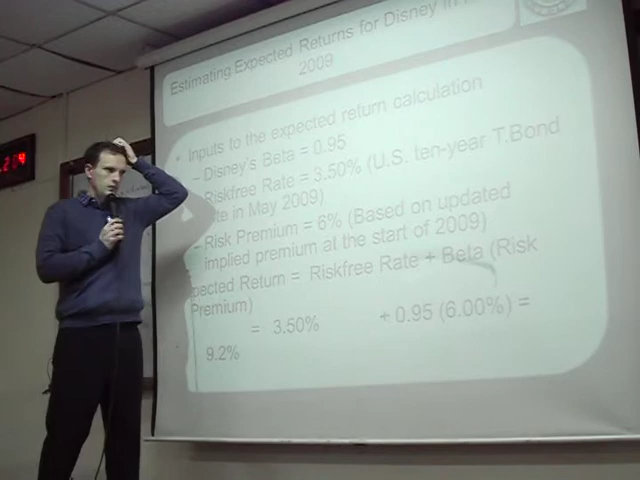 Estimating Expected Returns for Disney in
2009
• Inputs to the expected return calculation
– Disney's Beta = 0.95
Riskfree Rate = 3.50% (U.S. ten-year T.Bond
in May 2009)
– Risk Premium = 6% (Based on updated
implied premium at the start of 2009)
pected Return = Riskfree Rate + Beta (Risk
Premium)
= 3.50% + 0.95 (6.00%) =
9.2%